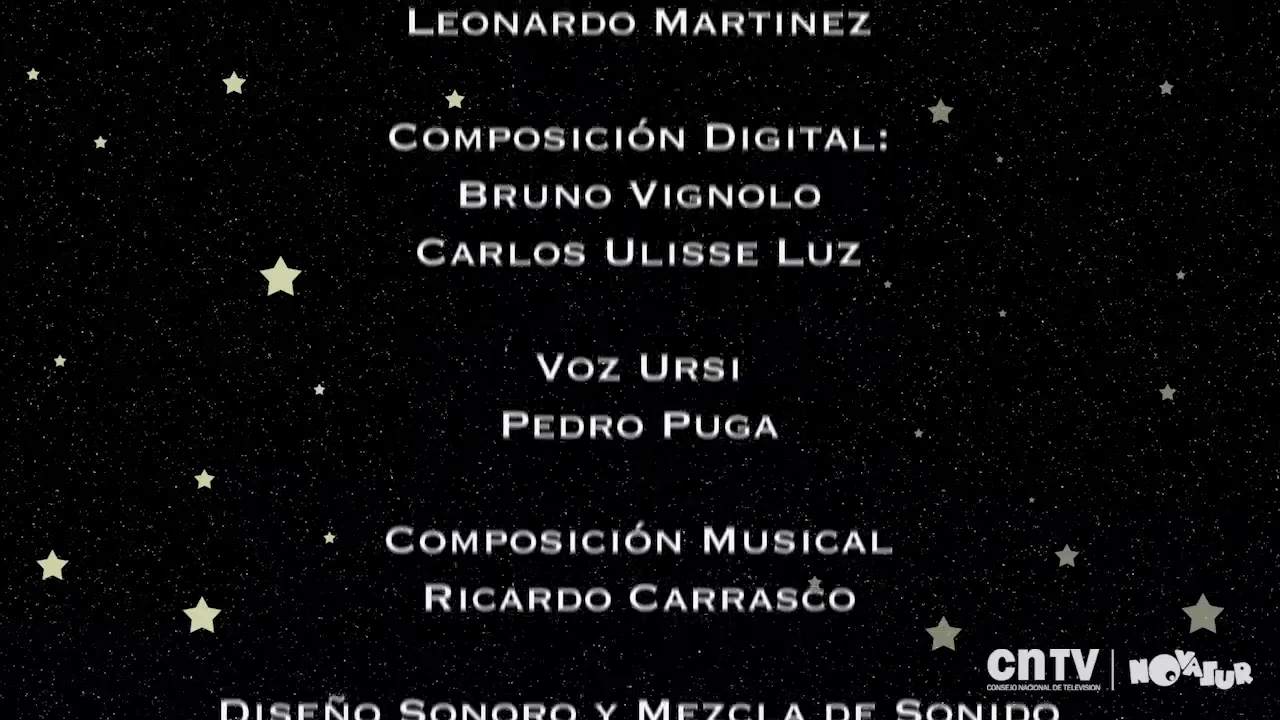 LEONARDO MARTINEZ
COMPOSICIÓN DIGITAL:
BRUNO VIGNOLO
CARLOS ULISSE LUZ
VOZ URSI
PEDRO PUGA
COMPOSICIÓN MUSICAL
RICARDO CARRASCO
DISEÑO SONORO Y MEZCLA DE SONIDO
CNTV
CONSEJO NACIONAL DE TELEVISION
NOVASUR